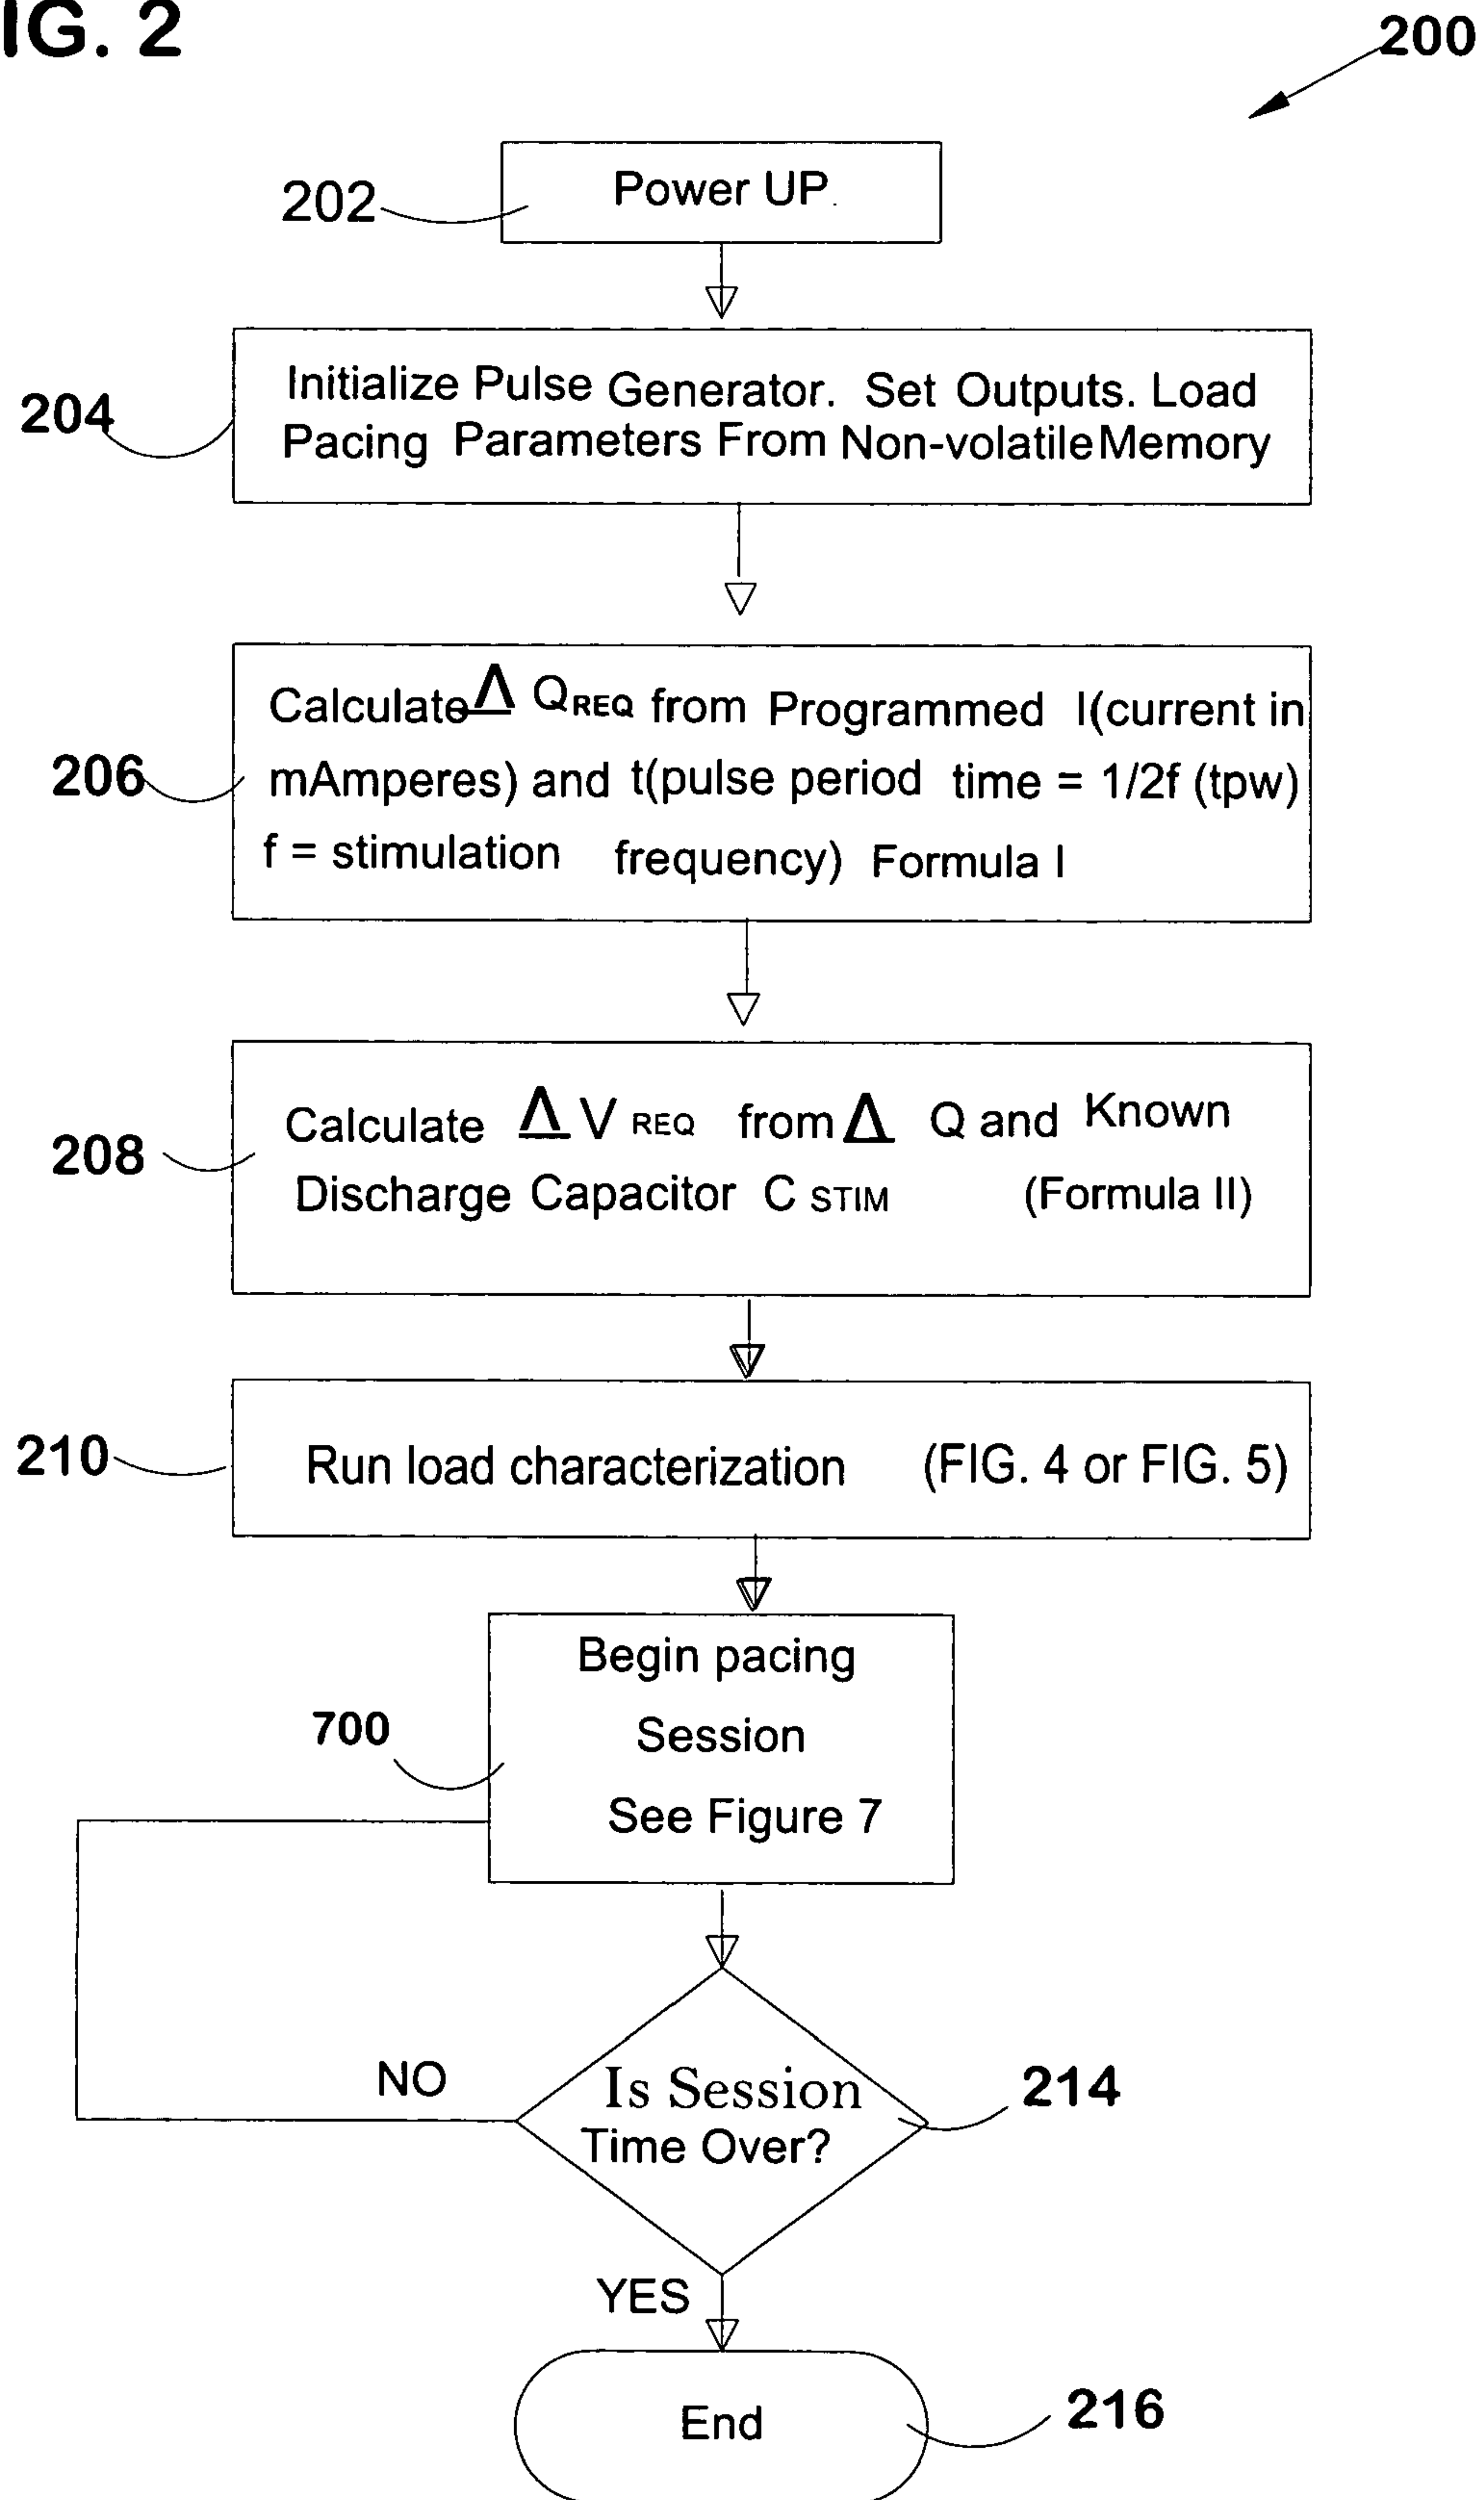 IG. 2
200
202
Power UP.
204
Initialize Pulse Generator. Set Outputs. Load
Pacing Parameters From Non-volatile Memory
206
Calculate Δ QREQ from Programmed I(current in
mAmperes) and t(pulse period time = 1/2f (tpw)
f = stimulation frequency) Formula I
208
Calculate Δ V REQ from Δ Q and Known
Discharge Capacitor C STIM (Formula II)
210
Run load characterization (FIG. 4 or FIG. 5)
700
Begin pacing
Session
See Figure 7
NO
Is Session
Time Over?
214
YES
End
216